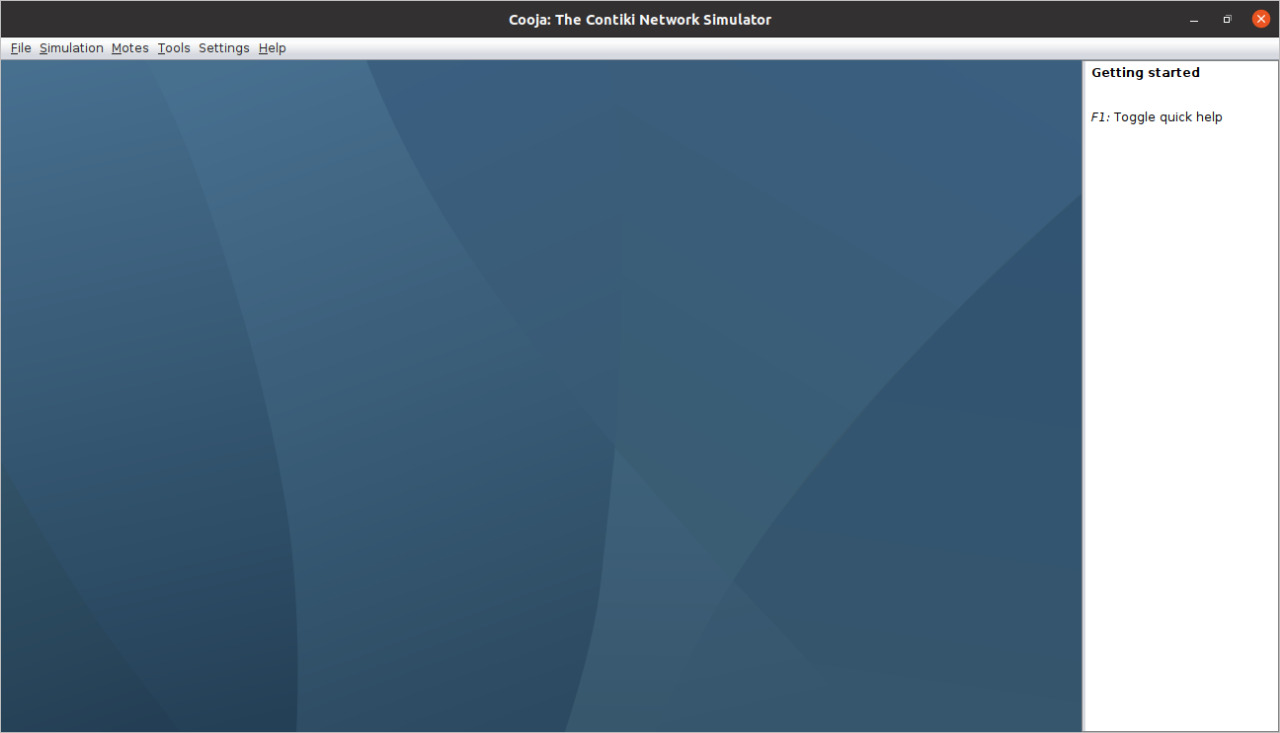 Cooja: The Contiki Network Simulator
File Simulation Motes Tools Settings Help
Getting started
F1: Toggle quick help